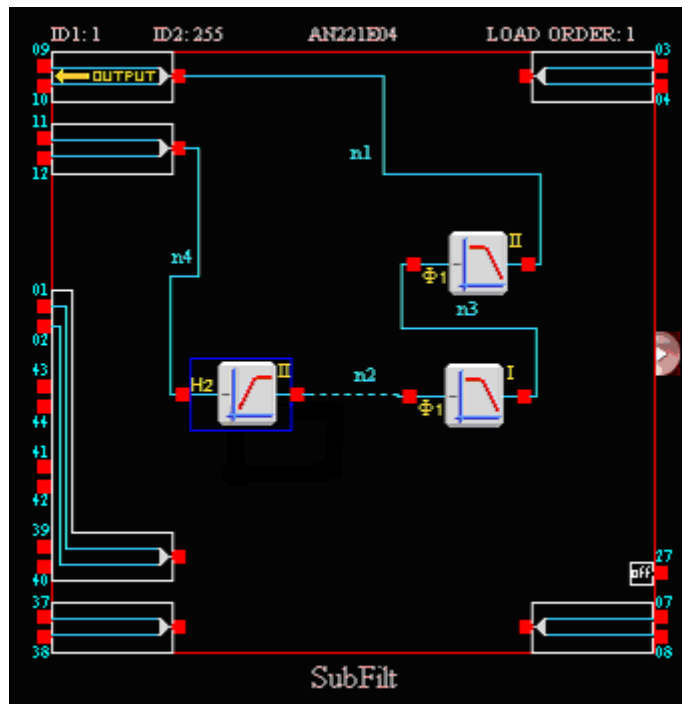 ID1: 1 ID2: 255 AN221E04 LOAD ORDER: 1
09 03
OUTPUT
10 04
11
n1
12
II
n4
Φ1
01
n3
02
43
n2 I
H2 II
Φ1
44
41
42
39
27
40 off
37 07
38 08
SubFilt